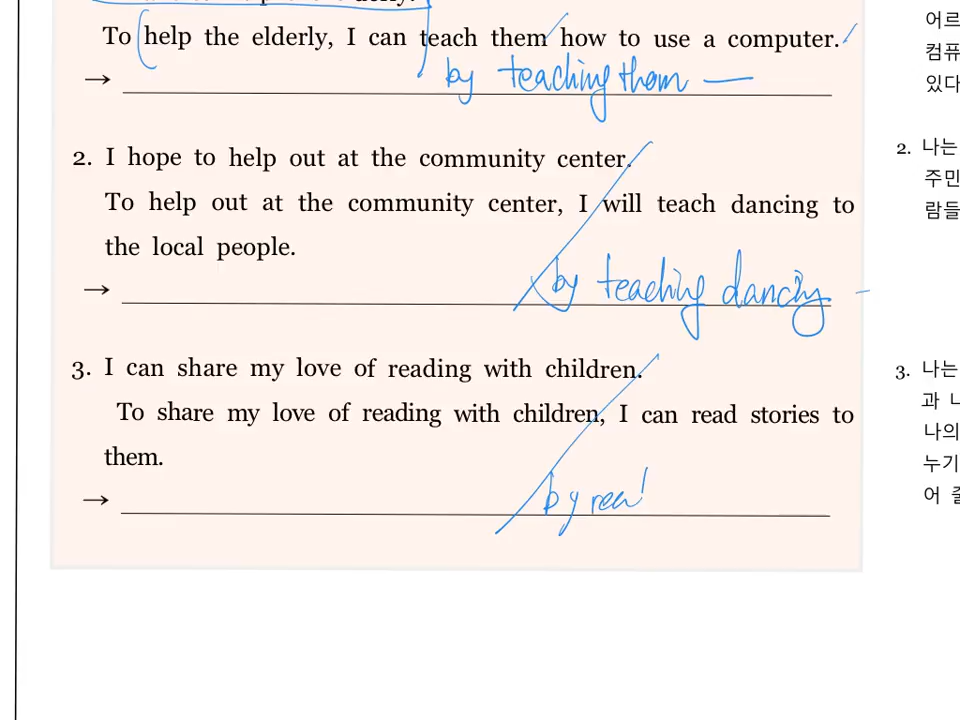 To help the elderly, I can teach them how to use a computer.
→ by teaching them —
2. I hope to help out at the community center.
To help out at the community center, I will teach dancing to
the local people.
→ by teaching dancing -
3. I can share my love of reading with children.
To share my love of reading with children, I can read stories to
them.
→ by rea
어르
컴퓨
있다
2. 나는
주민
람들
3. 나는
과 나
나의
누기
어 줄